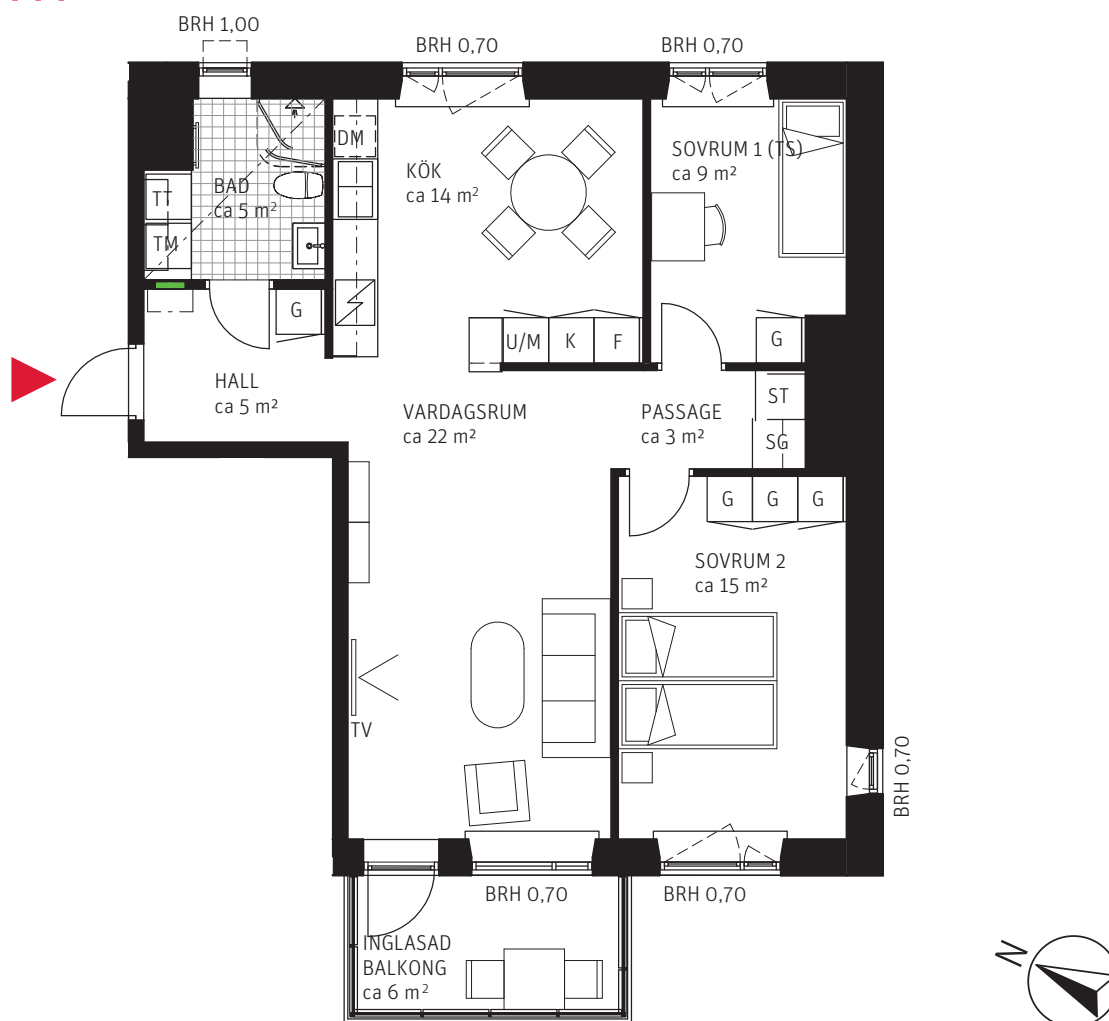 BRH 1,00
BRH 0,70
BRH 0,70
DM
KÖK
ca 14 m²
SOVRUM 1 (TS)
ca 9 m²
BAD
ca 5 m²
TT
TM
G
U/M
K
F
G
HALL
ca 5 m²
VARDAGSRUM
ca 22 m²
PASSAGE
ca 3 m²
ST
SG
G
G
G
SOVRUM 2
ca 15 m²
TV
BRH 0,70
BRH 0,70
BRH 0,70
INGLASAD
BALKONG
ca 6 m²
N